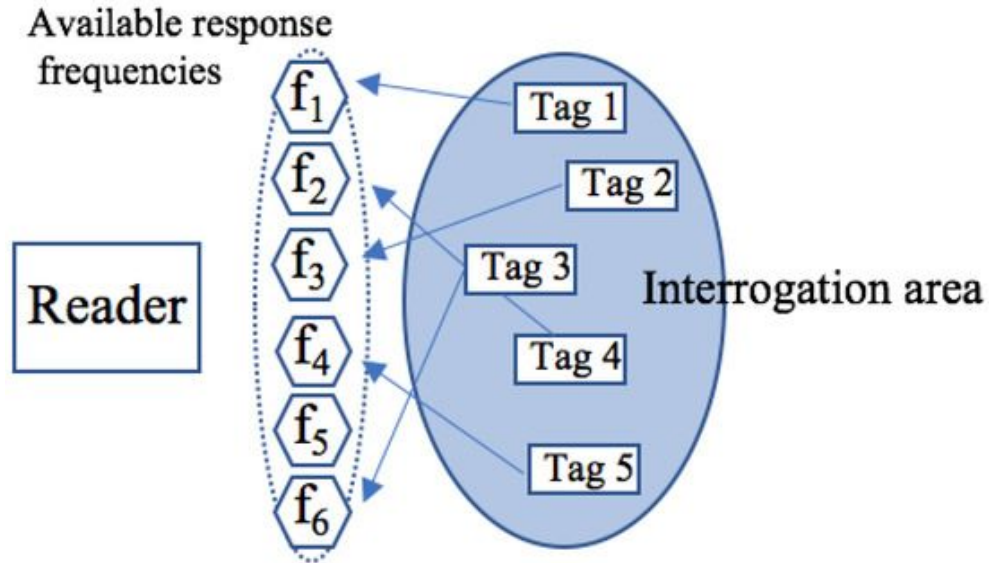 Available response
frequencies
f₁
f₂
f₃
f₄
f₅
f₆
Reader
Tag 1
Tag 2
Tag 3
Tag 4
Tag 5
Interrogation area